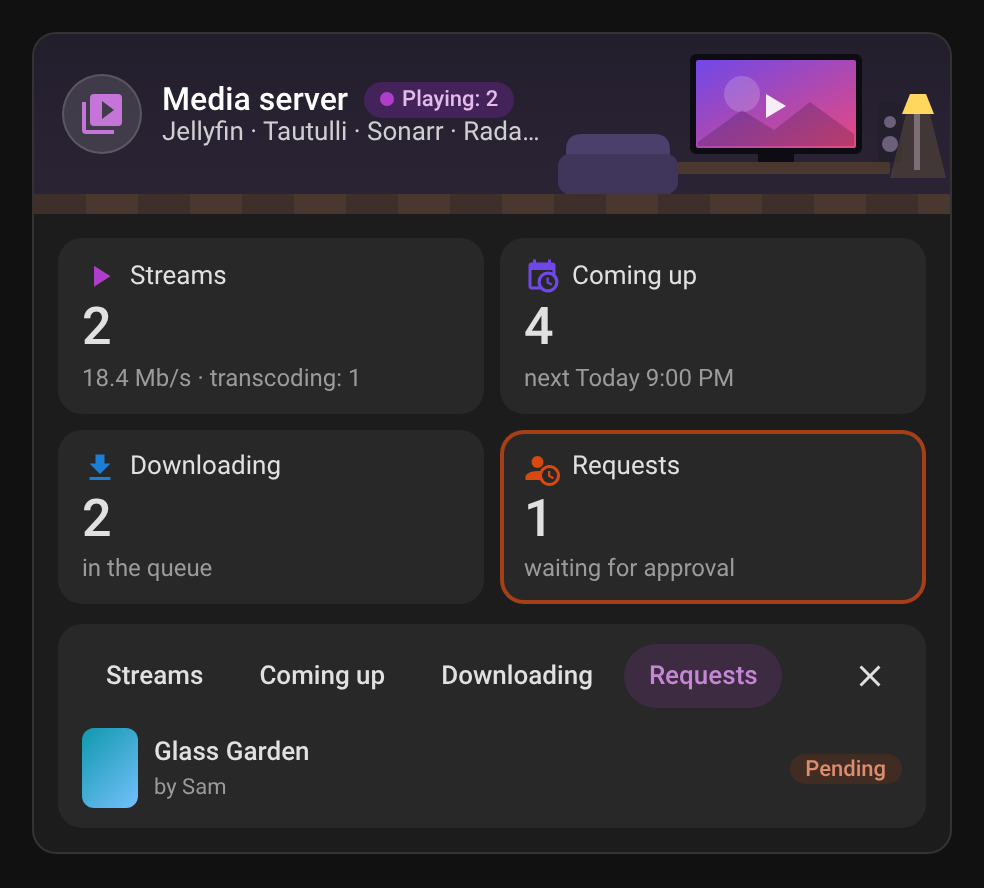 Media server
Playing: 2
Jellyfin · Tautulli · Sonarr · Rada…
Streams
2
18.4 Mb/s · transcoding: 1
Coming up
4
next Today 9:00 PM
Downloading
2
in the queue
Requests
1
waiting for approval
Streams Coming up Downloading Requests
Glass Garden
by Sam
Pending